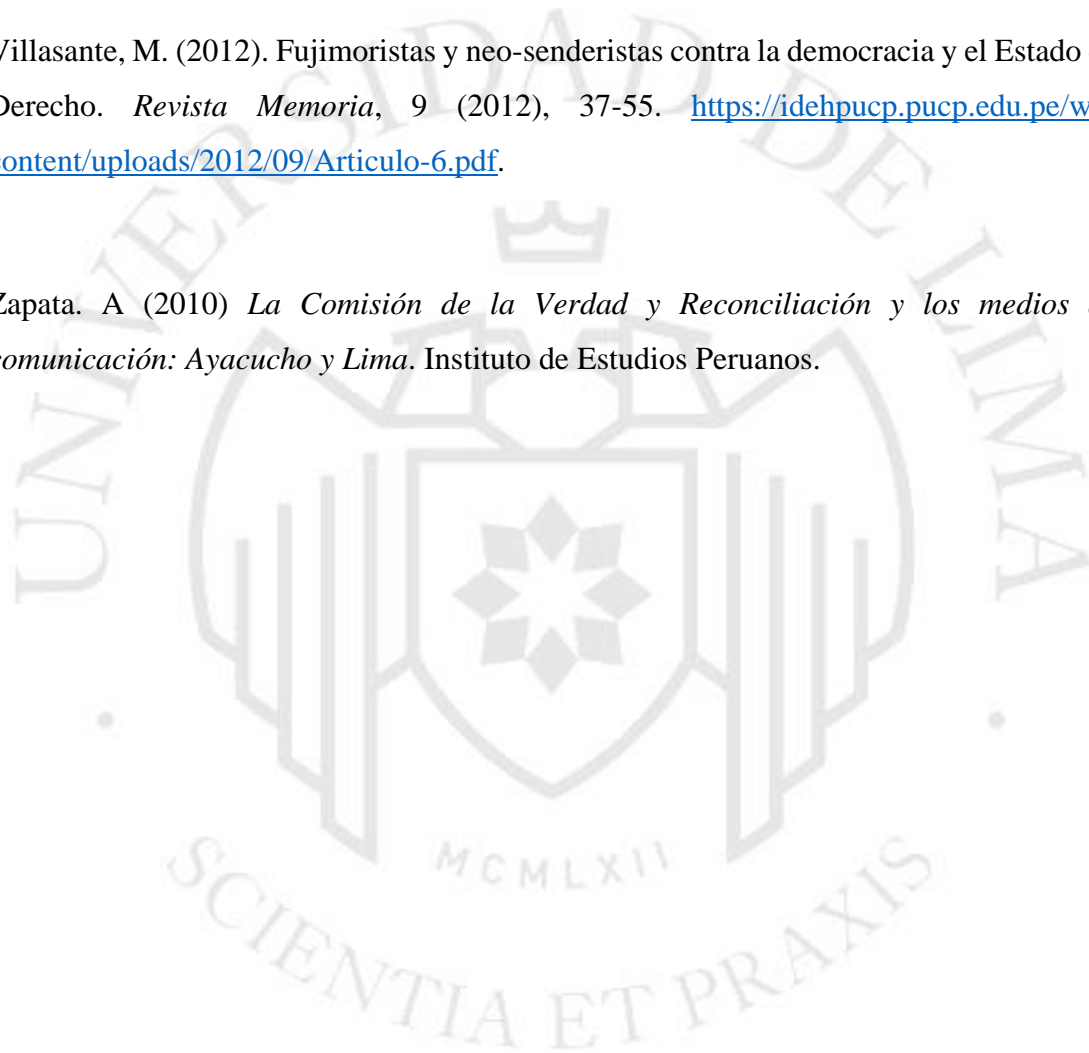 Villasante, M. (2012). Fujimoristas y neo-senderistas contra la democracia y el Estado
Derecho. Revista Memoria, 9 (2012), 37-55. https://idehpucp.pucp.edu.pe/w
content/uploads/2012/09/Articulo-6.pdf.
Zapata. A (2010) La Comisión de la Verdad y Reconciliación y los medios
comunicación: Ayacucho y Lima. Instituto de Estudios Peruanos.
UNIVERSIDAD DE LIMA
MCMLXII
SCIENTIA ET PRAXIS